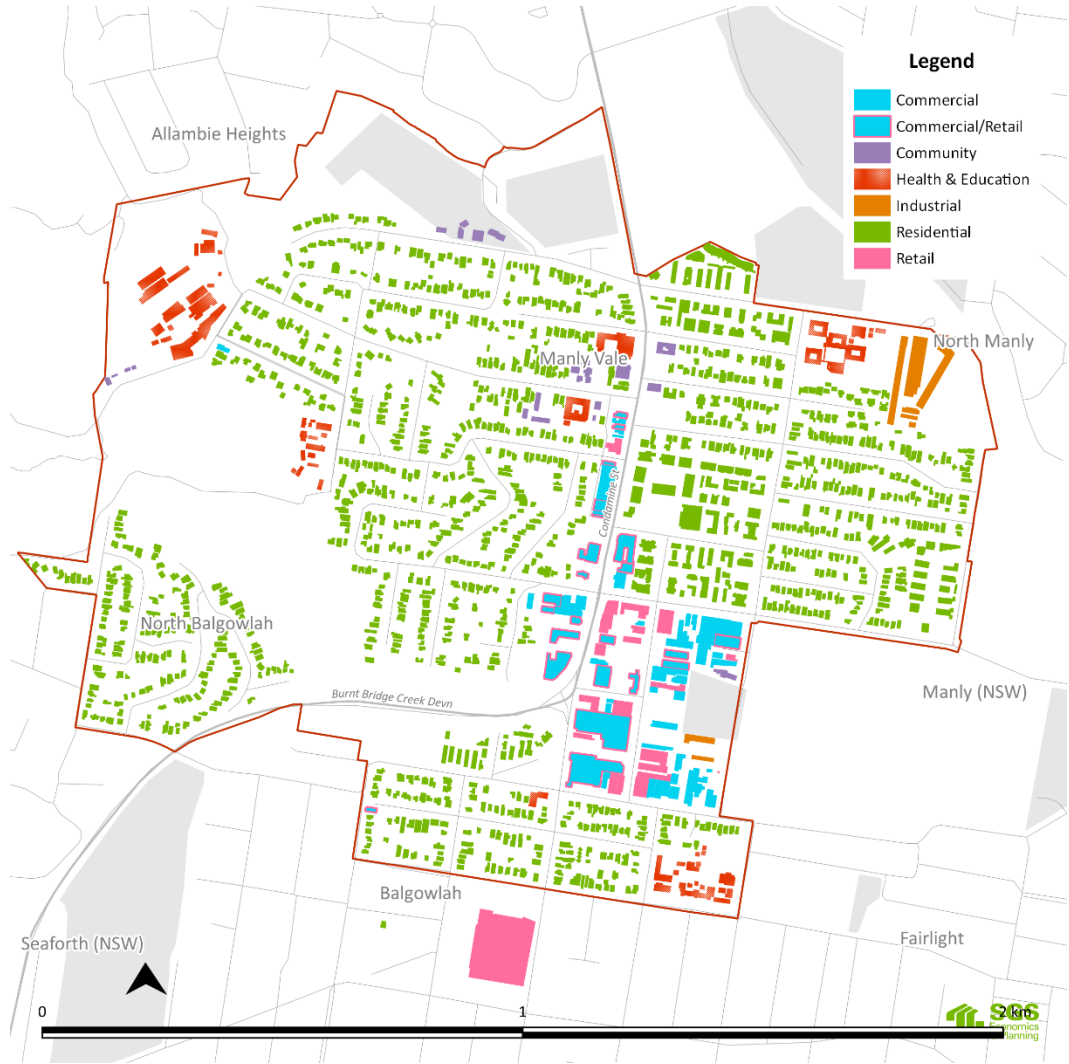 Legend
Commercial
Commercial/Retail
Community
Health & Education
Industrial
Residential
Retail
Allambie Heights
North Manly
Manly Vale
Condamine St
North Balgowlah
Manly (NSW)
Burnt Bridge Creek Devn
Balgowlah
Fairlight
Seaforth (NSW)
0
1
2 km
SGS
Economics
Planning